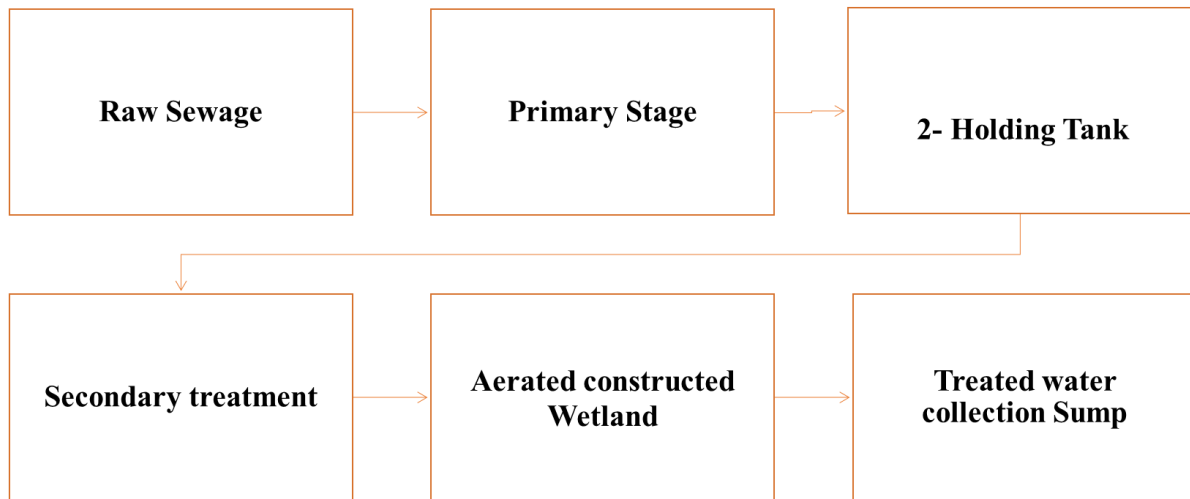 Raw Sewage
Primary Stage
2- Holding Tank
Secondary treatment
Aerated constructed
Wetland
Treated water
collection Sump